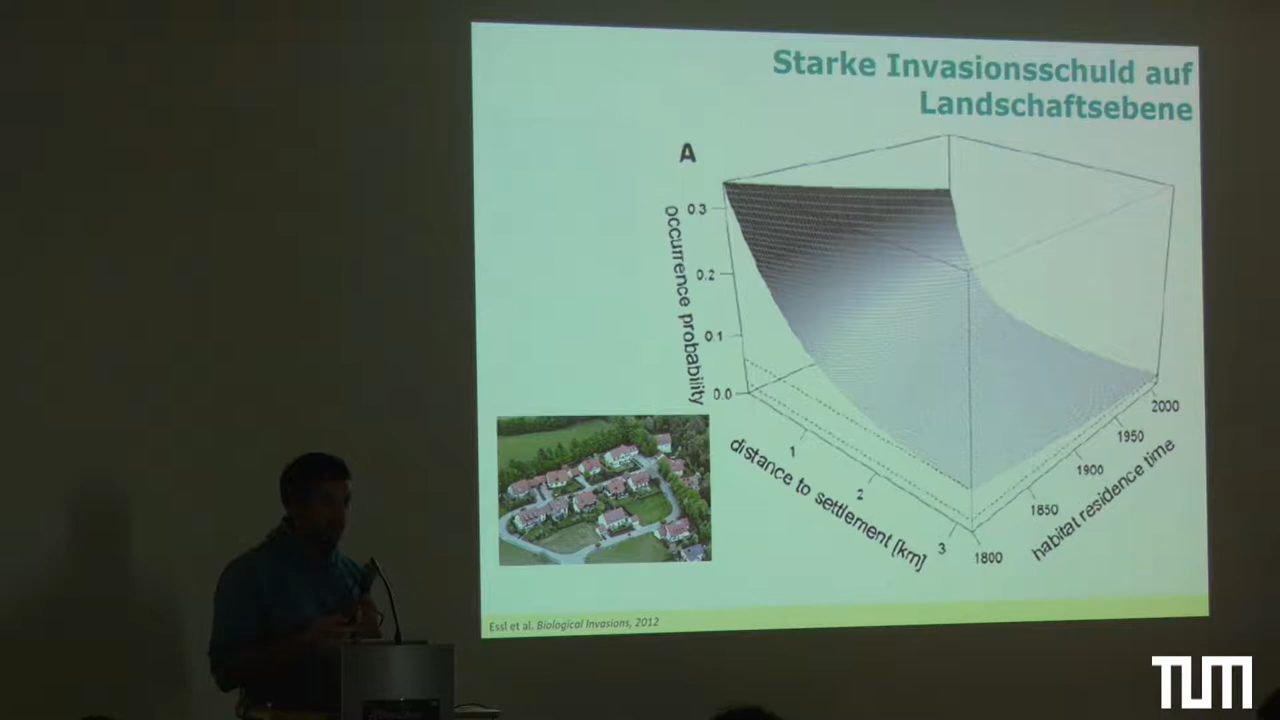 Starke Invasionsschuld auf
Landschaftsebene
A
occurrence probability
0.3
0.2
0.1
0.0
distance to settlement [km]
1
2
3
habitat residence time
1800
1850
1900
1950
2000
Essl et al. Biological Invasions, 2012
TUM